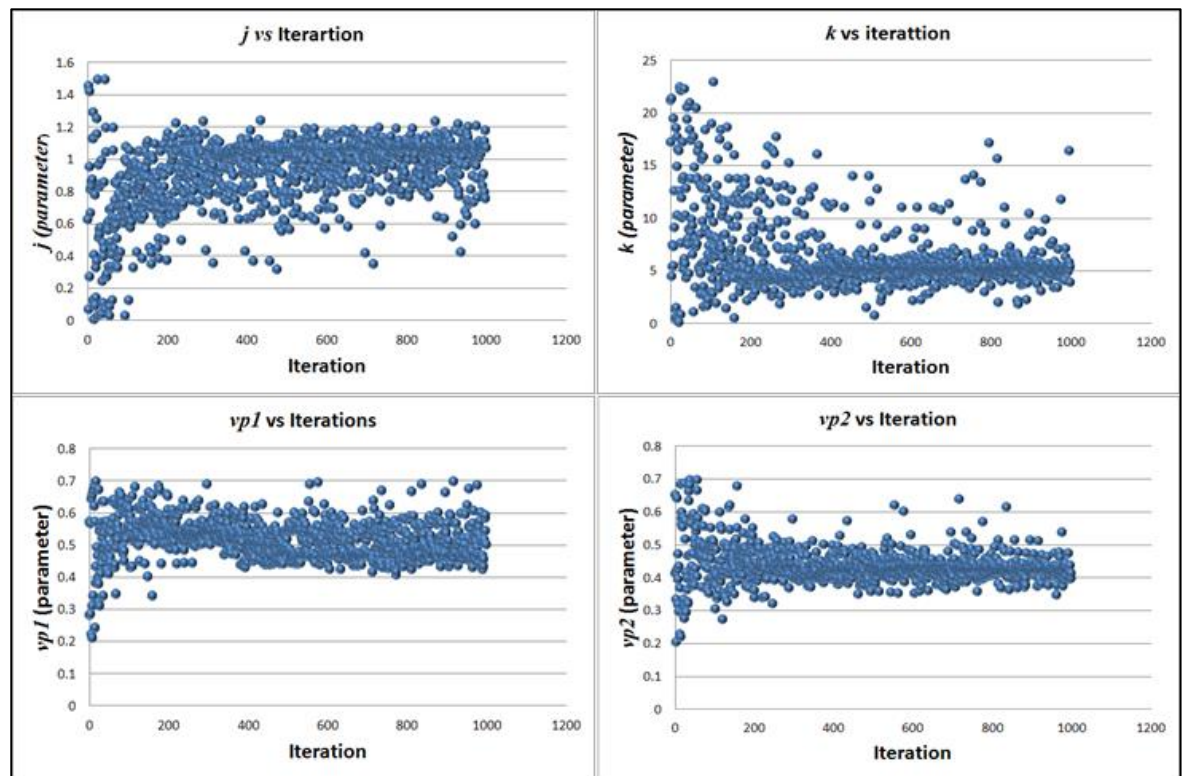 j vs Iterartion
1.6
1.4
1.2
1
0.8
0.6
0.4
0.2
0
j (parameter)
0 200 400 600 800 1000 1200
Iteration
k vs iterattion
25
20
15
10
5
0
k (parameter)
0 200 400 600 800 1000 1200
Iteration
vp1 vs Iterations
0.8
0.7
0.6
0.5
0.4
0.3
0.2
0.1
0
vp1 (parameter)
0 200 400 600 800 1000 1200
Iteration
vp2 vs Iteration
0.8
0.7
0.6
0.5
0.4
0.3
0.2
0.1
0
vp2 (parameter)
0 200 400 600 800 1000 1200
Iteration